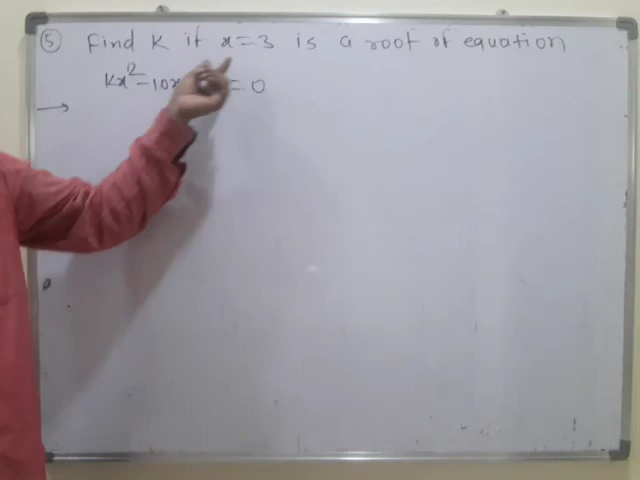 ⑤ Find K if x=3 is a root of equation
Kx²-10x = 0
→